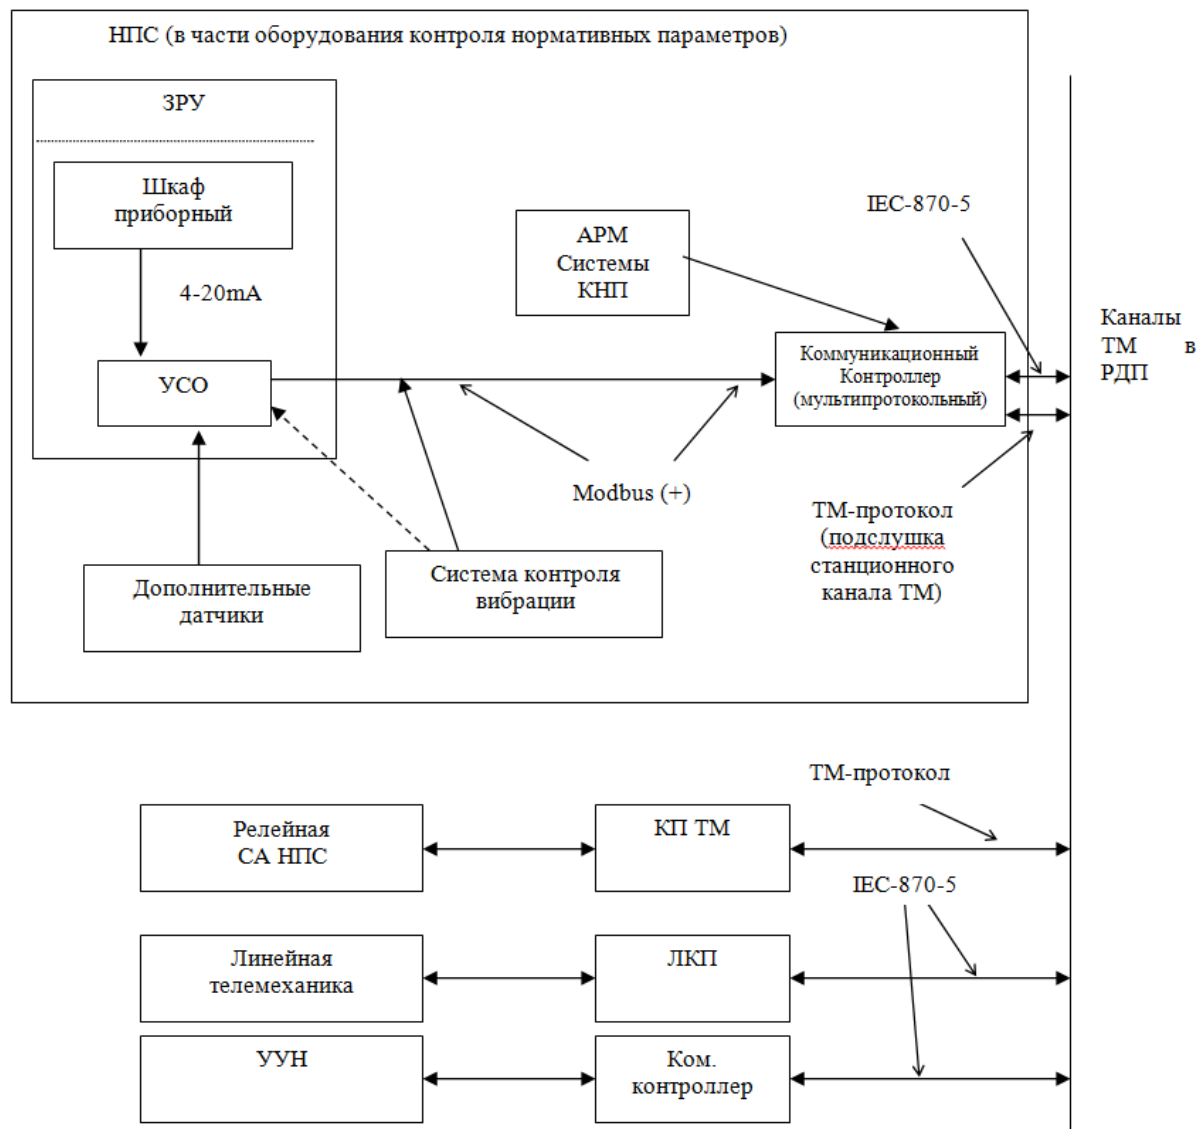 НПС (в части оборудования контроля нормативных параметров)
ЗРУ
Шкаф
приборный
4-20mA
УСО
АРМ
Системы
КНП
IEC-870-5
Коммуникационный
Контроллер
(мультипротокольный)
Каналы
ТМ в
РДП
Modbus (+)
ТМ-протокол
(подслушка
станционного
канала ТМ)
Дополнительные
датчики
Система контроля
вибрации
ТМ-протокол
Релейная
СА НПС
КП ТМ
IEC-870-5
Линейная
телемеханика
ЛКП
УУН
Ком.
контроллер